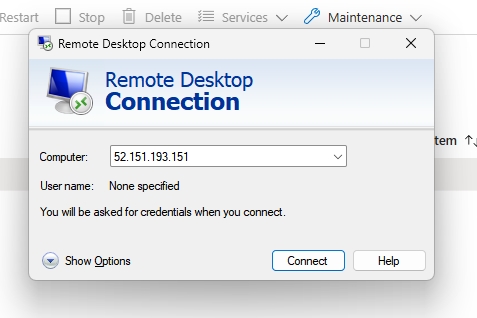 Restart Stop Delete Services Maintenance
Remote Desktop Connection
Remote Desktop
Connection
tem
Computer: 52.151.193.151
User name: None specified
You will be asked for credentials when you connect.
Show Options Connect Help